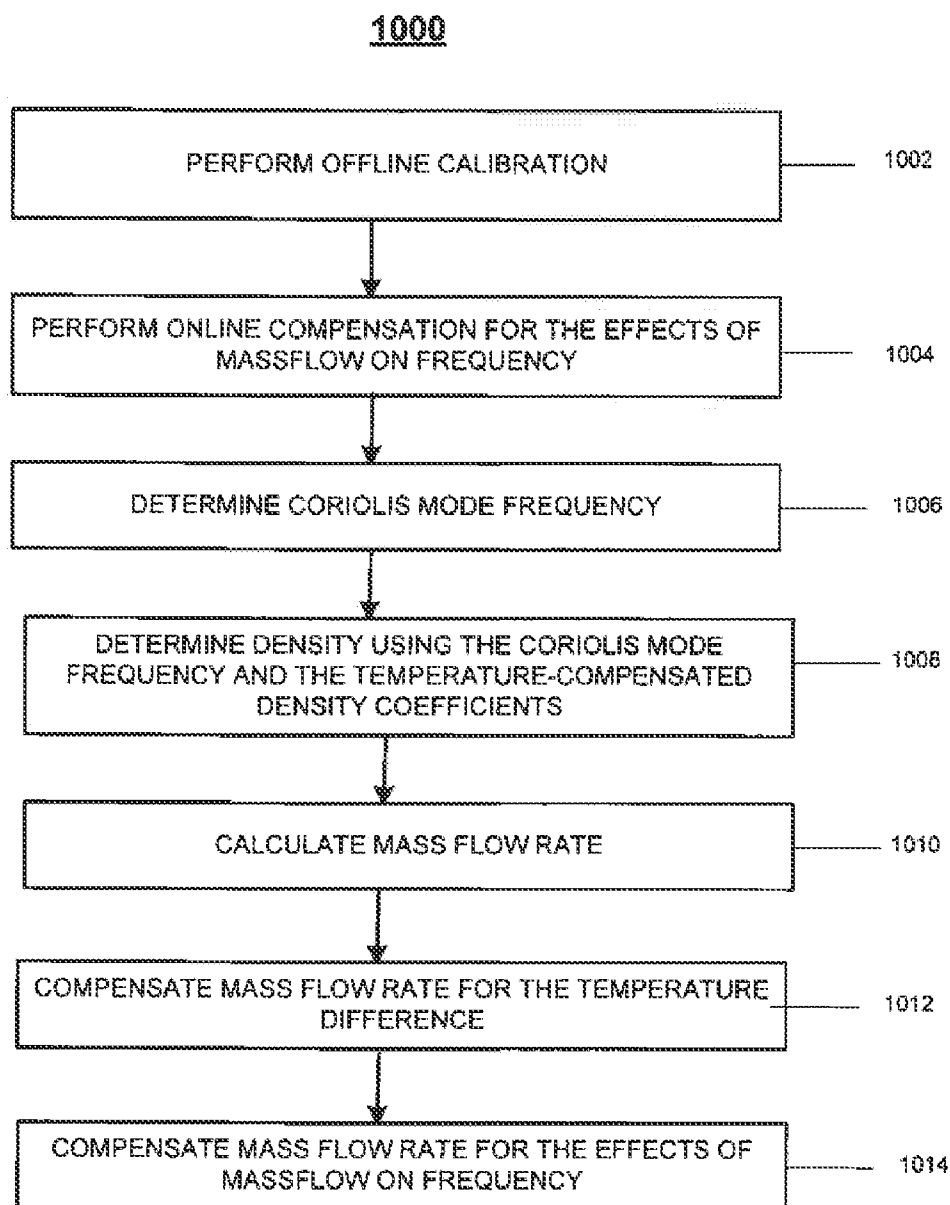 1000
PERFORM OFFLINE CALIBRATION
1002
PERFORM ONLINE COMPENSATION FOR THE EFFECTS OF
MASSFLOW ON FREQUENCY
1004
DETERMINE CORIOLIS MODE FREQUENCY
1006
DETERMINE DENSITY USING THE CORIOLIS MODE
FREQUENCY AND THE TEMPERATURE-COMPENSATED
DENSITY COEFFICIENTS
1008
CALCULATE MASS FLOW RATE
1010
COMPENSATE MASS FLOW RATE FOR THE TEMPERATURE
DIFFERENCE
1012
COMPENSATE MASS FLOW RATE FOR THE EFFECTS OF
MASSFLOW ON FREQUENCY
1014